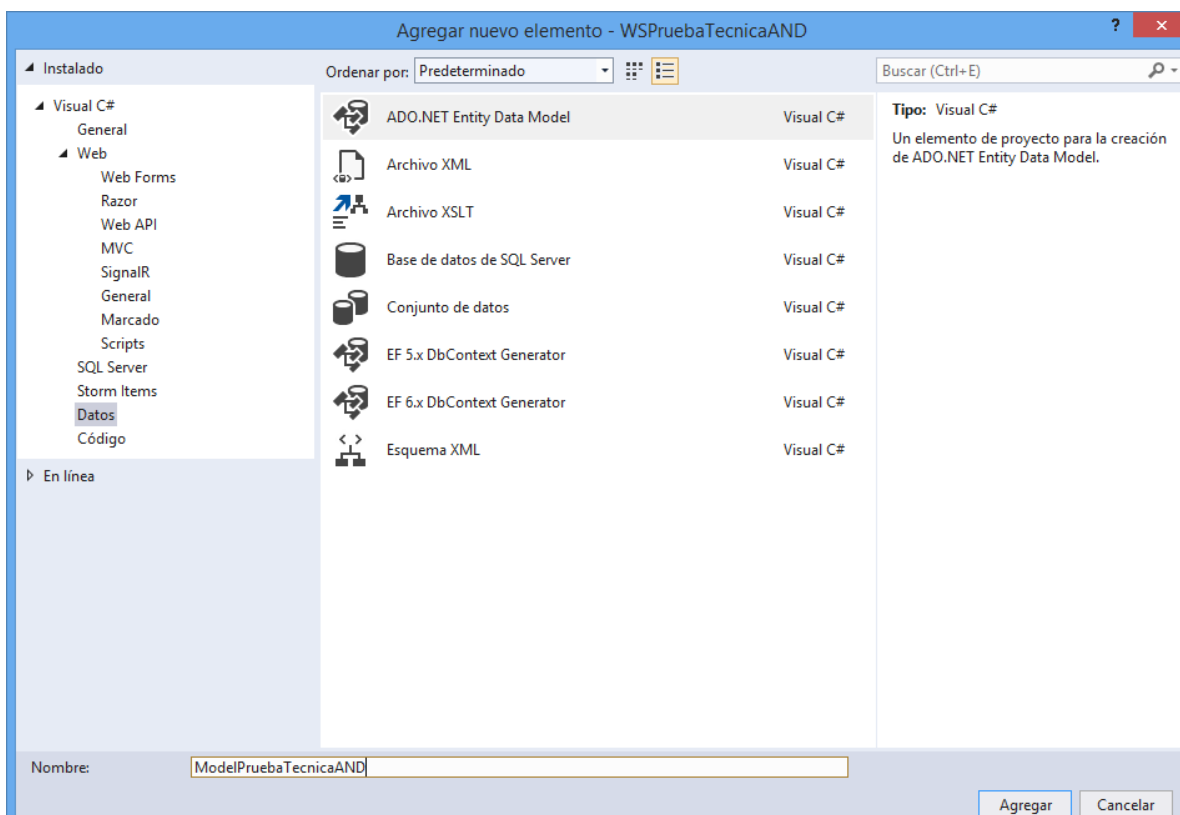 Agregar nuevo elemento - WSPruebaTecnicaAND
?
Instalado
Visual C#
General
Web
Web Forms
Razor
Web API
MVC
SignalR
General
Marcado
Scripts
SQL Server
Storm Items
Datos
Código
En línea
Ordenar por: Predeterminado
ADO.NET Entity Data Model Visual C#
Archivo XML Visual C#
Archivo XSLT Visual C#
Base de datos de SQL Server Visual C#
Conjunto de datos Visual C#
EF 5.x DbContext Generator Visual C#
EF 6.x DbContext Generator Visual C#
Esquema XML Visual C#
Buscar (Ctrl+E)
Tipo: Visual C#
Un elemento de proyecto para la creación
de ADO.NET Entity Data Model.
Nombre: ModelPruebaTecnicaAND
Agregar Cancelar